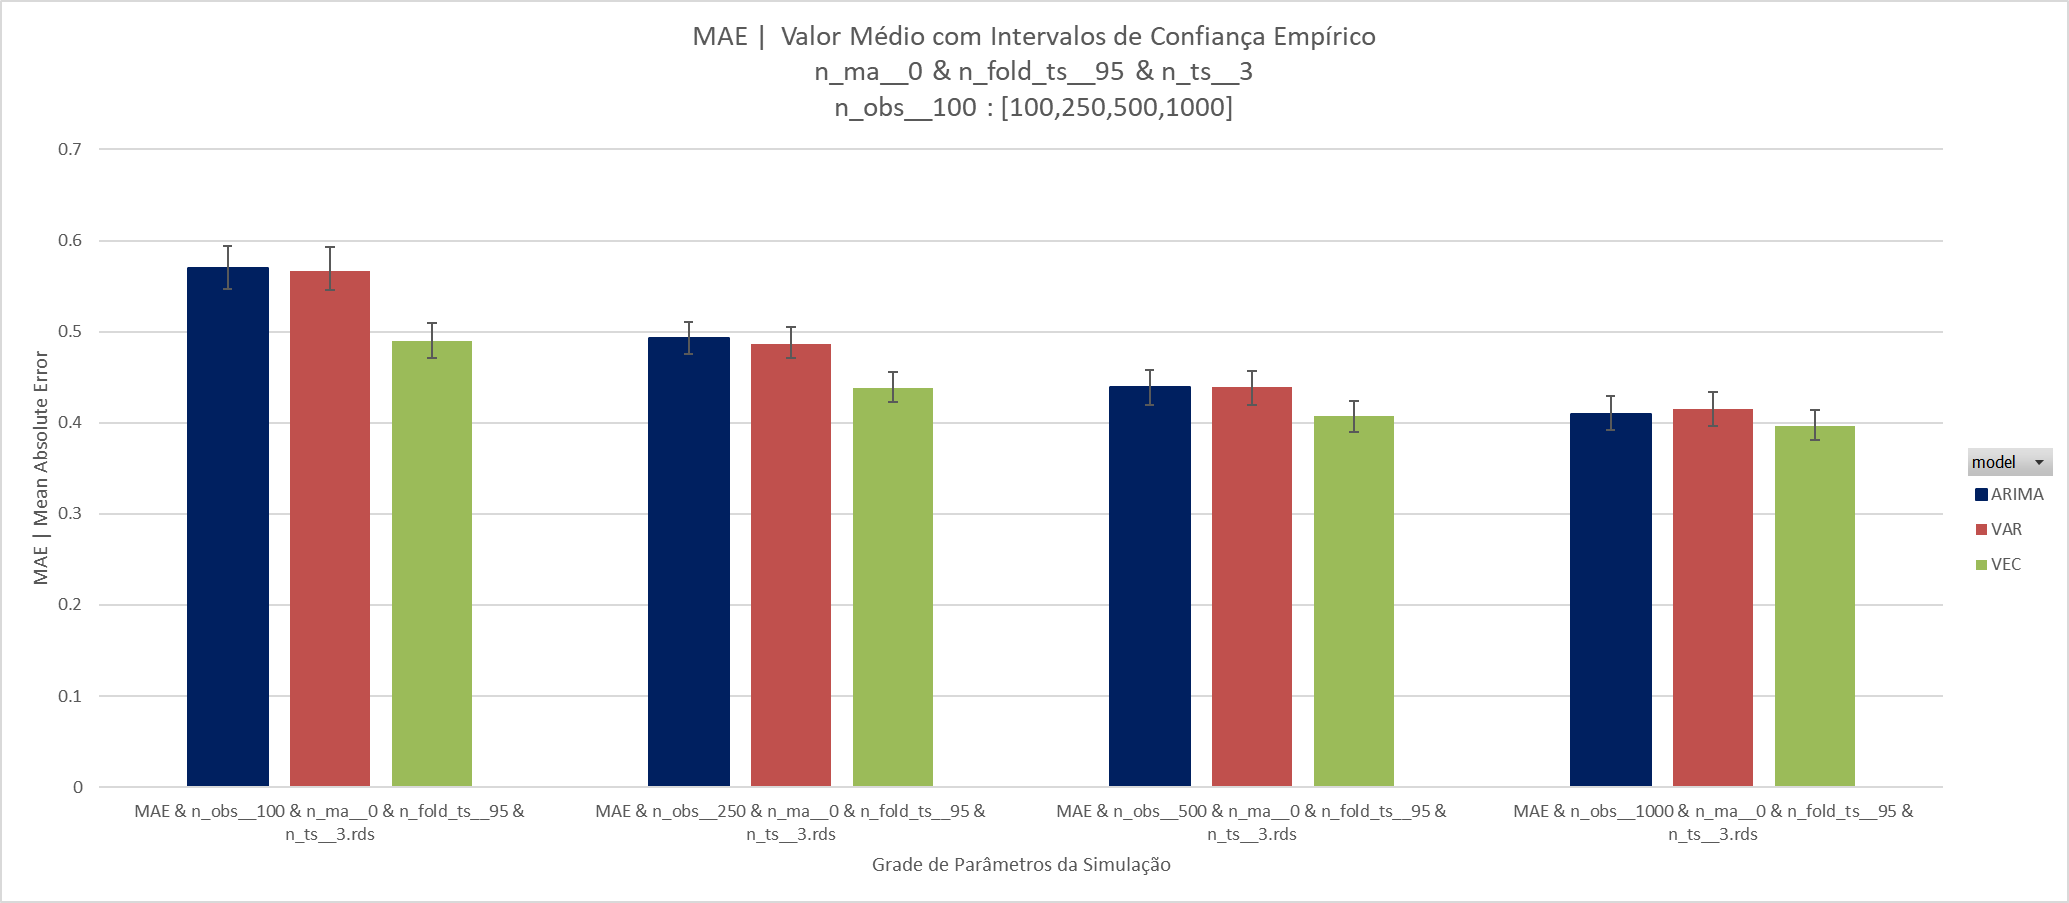 MAE | Valor Médio com Intervalos de Confiança Empírico
n_ma__0 & n_fold_ts__95 & n_ts__3
n_obs__100 : [100,250,500,1000]
MAE | Mean Absolute Error
0.7
0.6
0.5
0.4
0.3
0.2
0.1
0
MAE & n_obs__100 & n_ma__0 & n_fold_ts__95 &
n_ts__3.rds
MAE & n_obs__250 & n_ma__0 & n_fold_ts__95 &
n_ts__3.rds
MAE & n_obs__500 & n_ma__0 & n_fold_ts__95 &
n_ts__3.rds
MAE & n_obs__1000 & n_ma__0 & n_fold_ts__95 &
n_ts__3.rds
Grade de Parâmetros da Simulação
model
ARIMA
VAR
VEC